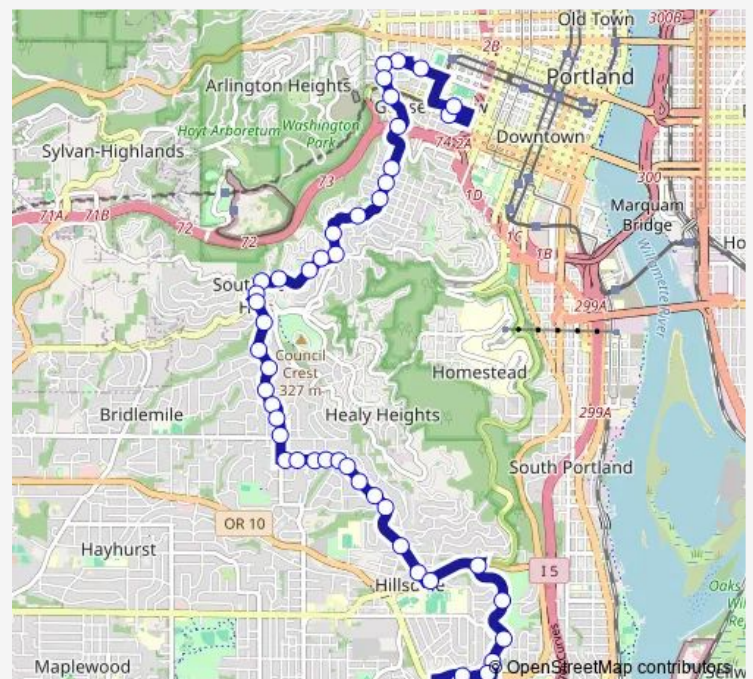 Old Town
300B
2B
Arlington Heights
Portland
Hoyt Arboretum
Washington
Park
Sylvan-Highlands
74
2A
Downtown
73
300
1D
Marquam
Bridge
71A
71B
72
72
1C
1B
Willamette River
299A
Council
Crest
327 m
Homestead
Bridlemile
Healy Heights
299A
South Portland
OR 10
Hayhurst
I 5
Maplewood
© OpenStreetMap contributors